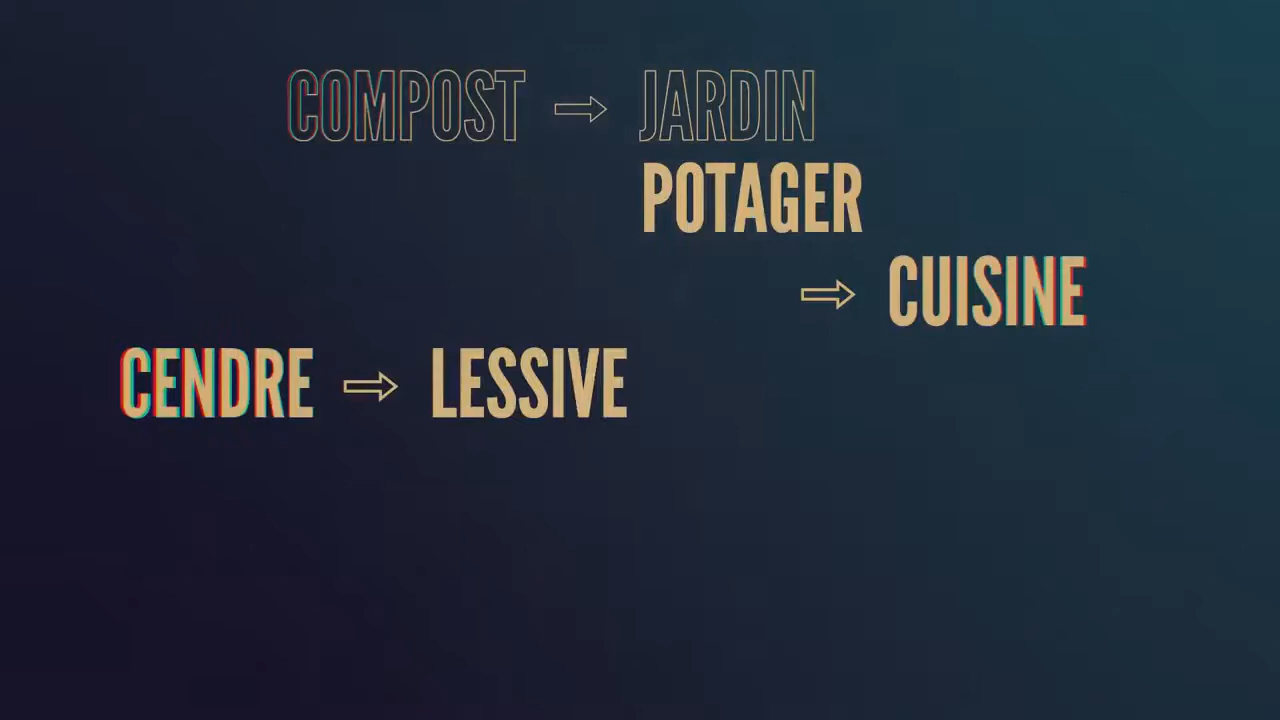 COMPOST ⇨ JARDIN
POTAGER
⇨ CUISINE
CENDRE ⇨ LESSIVE